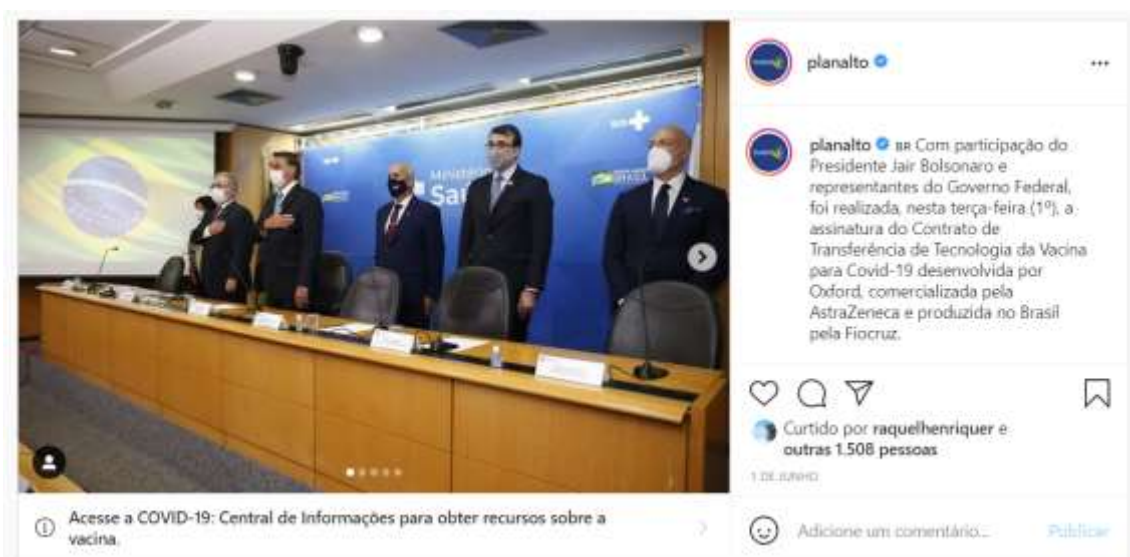 Ministério
Saú
planalto
planalto BR Com participação do
Presidente Jair Bolsonaro e
representantes do Governo Federal,
foi realizada, nesta terça-feira (1º), a
assinatura do Contrato de
Transferência de Tecnologia da Vacina
para Covid-19 desenvolvida por
Oxford, comercializada pela
AstraZeneca e produzida no Brasil
pela Fiocruz.
Curtido por raquelhenriquer e
outras 1.508 pessoas
1 DE JUNHO
Adicione um comentário... Publicar
Acesse a COVID-19: Central de Informações para obter recursos sobre a
vacina.